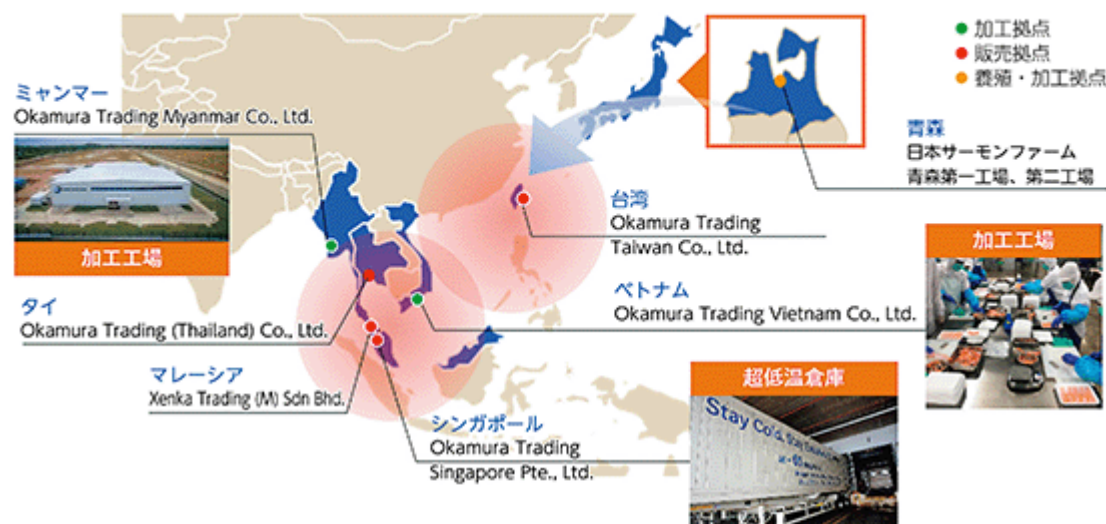 加工拠点
販売拠点
養殖・加工拠点
ミャンマー
Okamura Trading Myanmar Co., Ltd.
加工工場
青森
日本サーモンファーム
青森第一工場、第二工場
台湾
Okamura Trading
Taiwan Co., Ltd.
加工工場
タイ
Okamura Trading (Thailand) Co., Ltd.
ベトナム
Okamura Trading Vietnam Co., Ltd.
マレーシア
Xenka Trading (M) Sdn Bhd.
シンガポール
Okamura Trading
Singapore Pte., Ltd.
超低温倉庫
Stay Cold, Stay